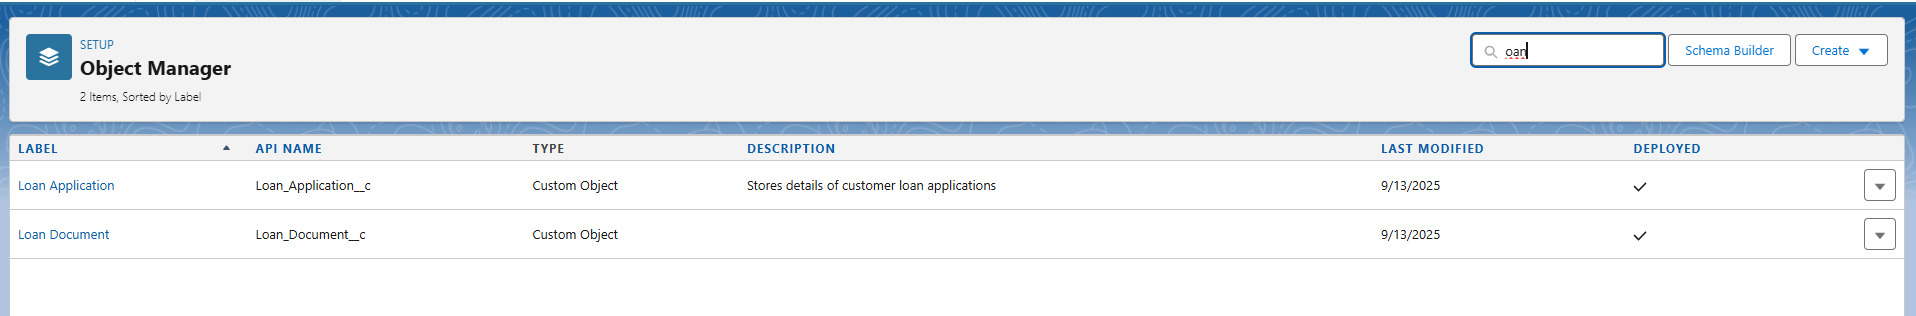 SETUP
Object Manager
2 Items, Sorted by Label
oan
Schema Builder
Create
LABEL API NAME TYPE DESCRIPTION LAST MODIFIED DEPLOYED
Loan Application Loan_Application__c Custom Object Stores details of customer loan applications 9/13/2025
Loan Document Loan_Document__c Custom Object 9/13/2025